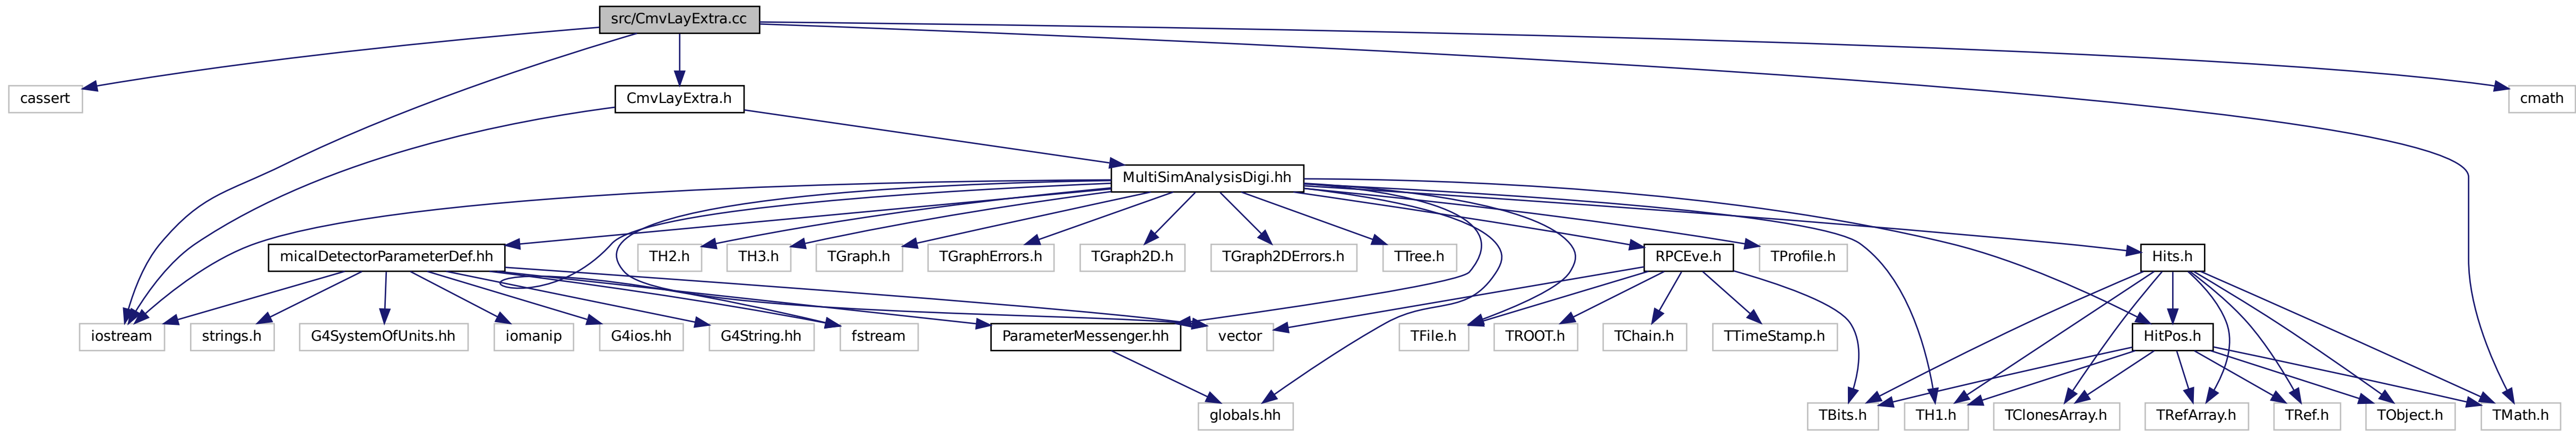 src/CmvLayExtra.cc
cassert
CmvLayExtra.h
cmath
MultiSimAnalysisDigi.hh
micalDetectorParameterDef.hh
TH2.h
TH3.h
TGraph.h
TGraphErrors.h
TGraph2D.h
TGraph2DErrors.h
TTree.h
RPCEve.h
TProfile.h
Hits.h
iostream
strings.h
G4SystemOfUnits.hh
iomanip
G4ios.hh
G4String.hh
fstream
ParameterMessenger.hh
vector
TFile.h
TROOT.h
TChain.h
TTimeStamp.h
HitPos.h
globals.hh
TBits.h
TH1.h
TClonesArray.h
TRefArray.h
TRef.h
TObject.h
TMath.h